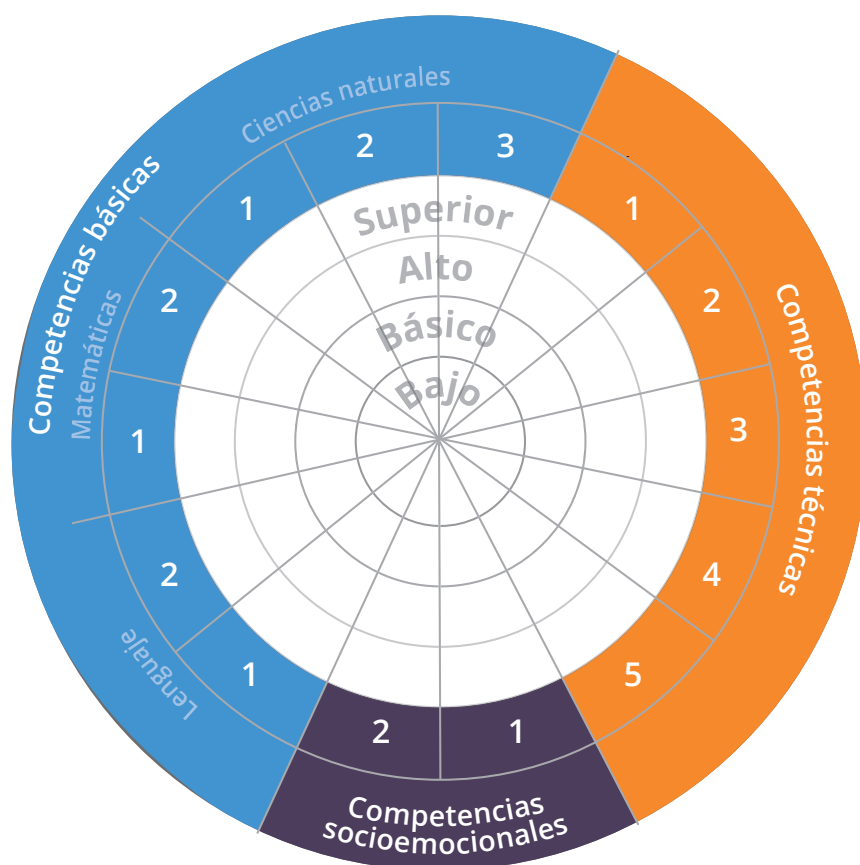 Competencias básicas
Ciencias naturales
1
2
3
Matemáticas
2
1
Lenguaje
2
1
Superior
Alto
Básico
Bajo
Competencias técnicas
1
2
3
4
5
2
1
Competencias
socioemocionales